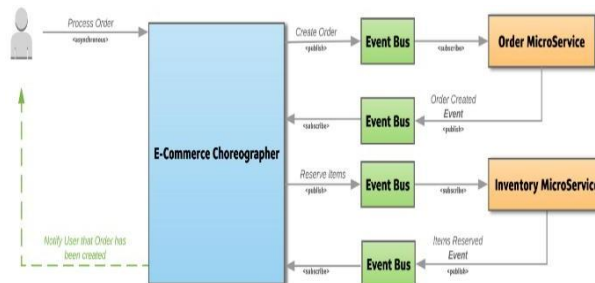 Process Order
<asynchronous>
Create Order
<publish>
Event Bus
<subscribe>
Order MicroService
Order Created
Event
<publish>
Event Bus
<subscribe>
E-Commerce Choreographer
Reserve Items
<publish>
Event Bus
<subscribe>
Inventory MicroService
Notify User that Order has
been created
Items Reserved
Event
<publish>
Event Bus
<subscribe>